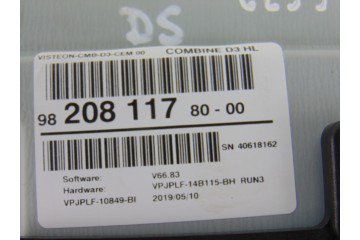 DS
VISTEON-CMB-D3-CEM 00 COMBINE D3 HL
98 208 117 80 - 00
SN 40618162
Software: V66.83
Hardware: VPJPLF-14B115-BH RUN3
VPJPLF-10849-BI 2019/05/10